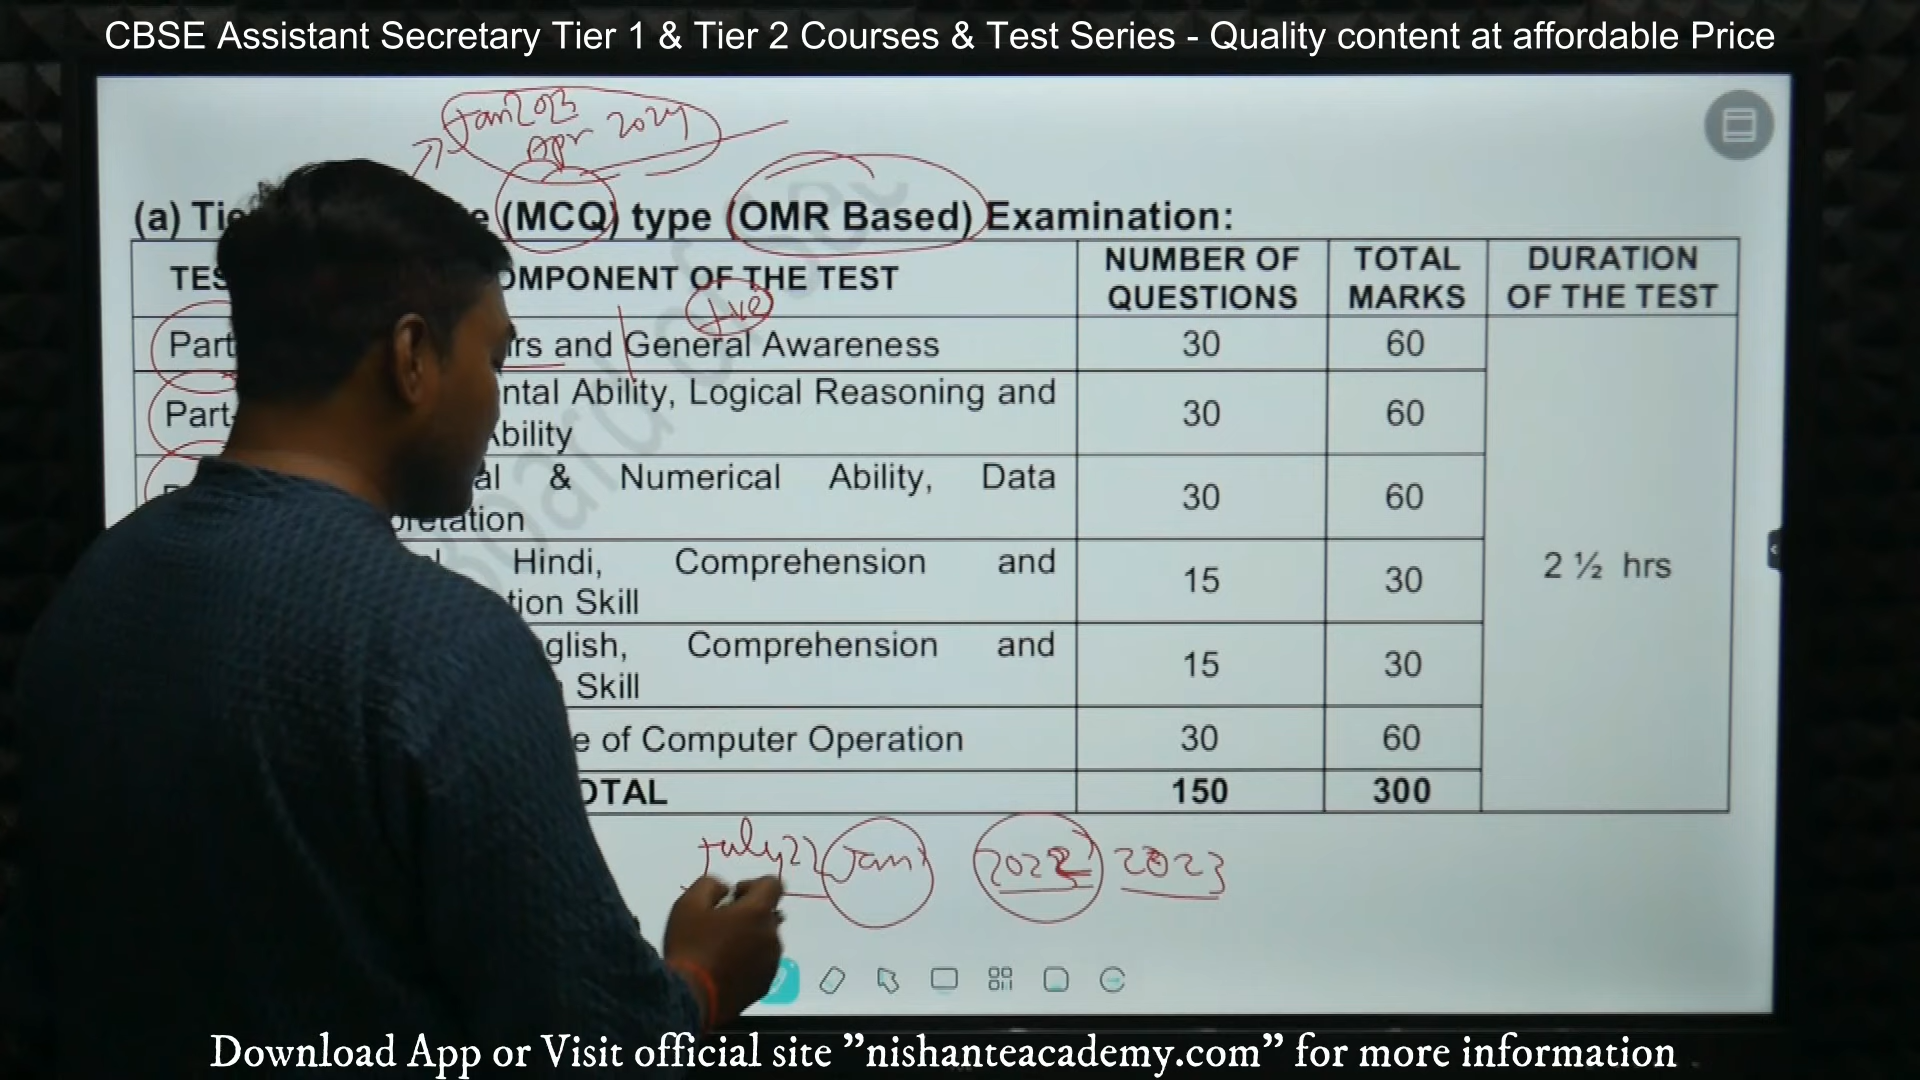 CBSE Assistant Secretary Tier 1 & Tier 2 Courses & Test Series - Quality content at affordable Price
Jan 2023
Apr 2024
(a) Tie (MCQ) type (OMR Based) Examination:
TES OMPONENT OF THE TEST NUMBER OF QUESTIONS TOTAL MARKS DURATION OF THE TEST
+ve
Part rs and General Awareness 30 60
Part- ntal Ability, Logical Reasoning and
Ability 30 60
al & Numerical Ability, Data
pretation 30 60
Hindi, Comprehension and
tion Skill 15 30
2 ½ hrs
glish, Comprehension and
Skill 15 30
e of Computer Operation 30 60
OTAL 150 300
July 22 Jan 2022 2023
Download App or Visit official site "nishanteacademy.com" for more information